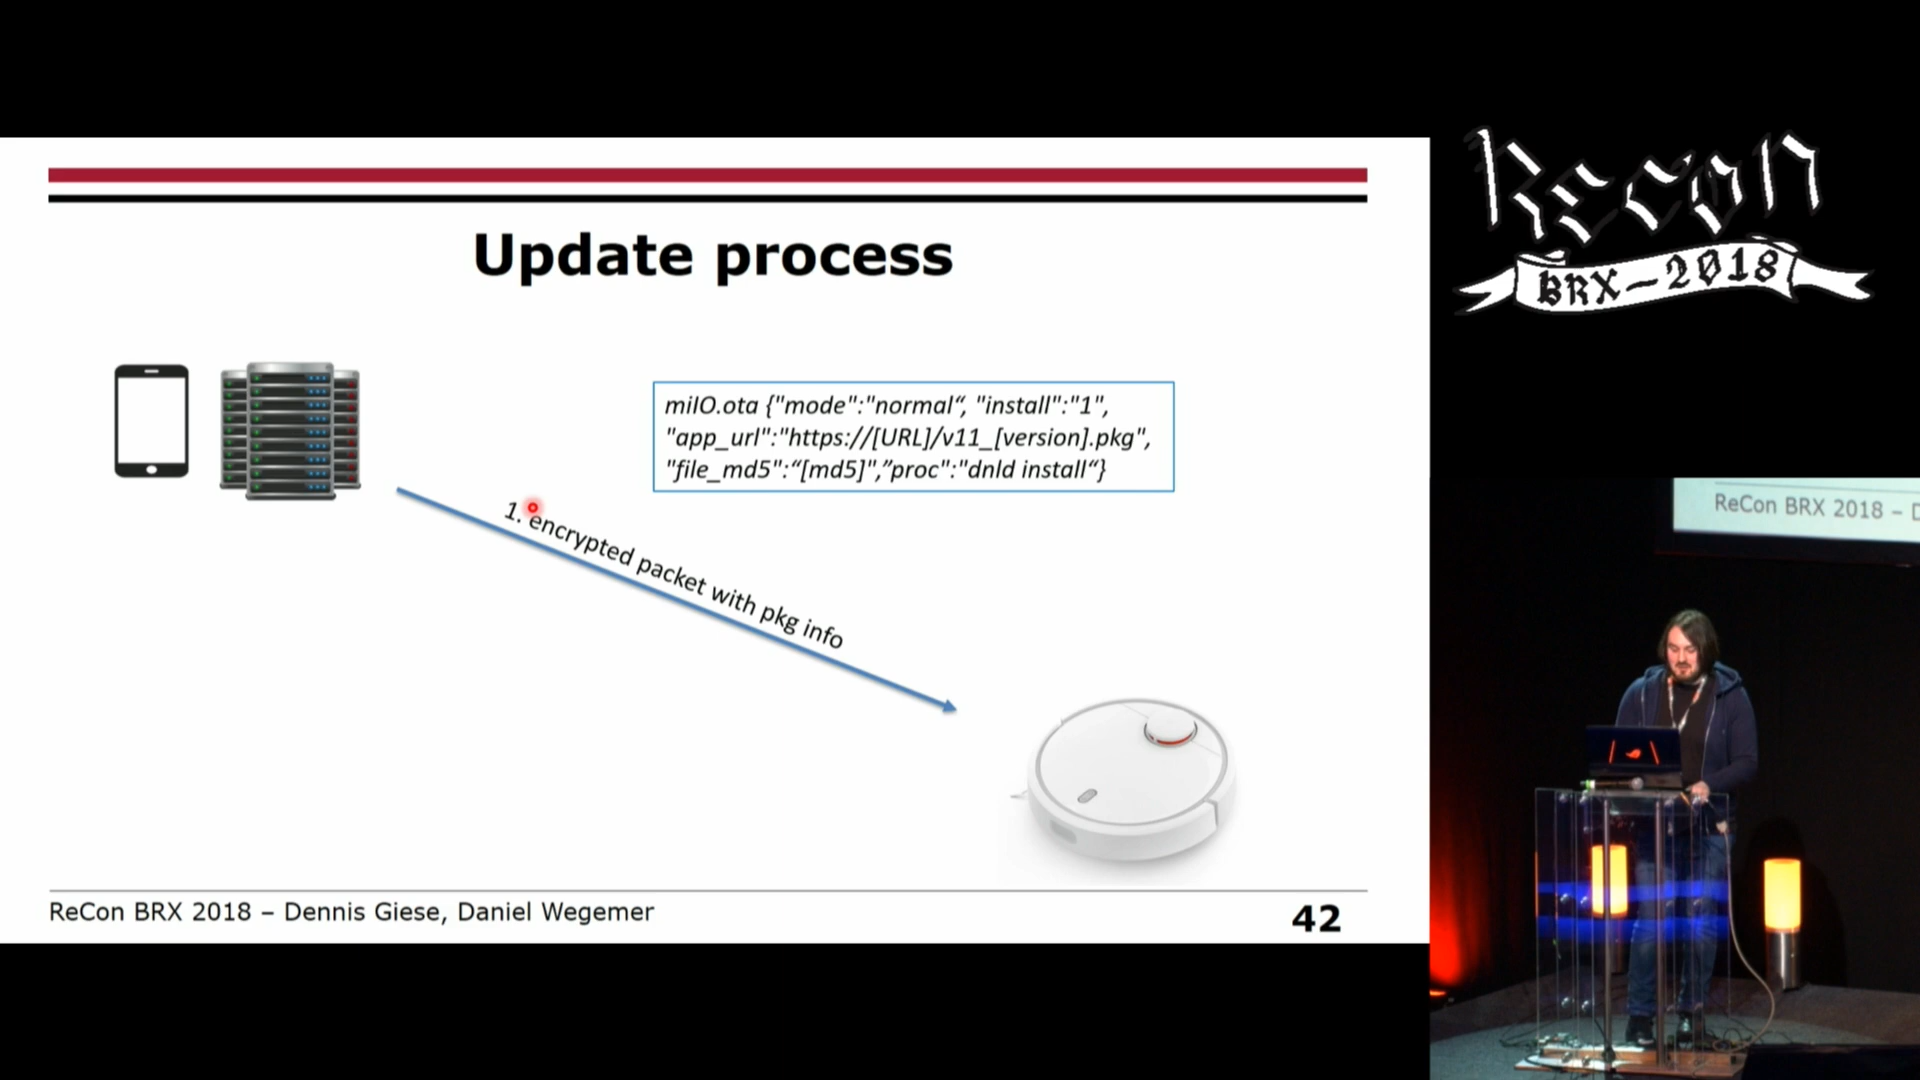 Recon
BRX-2018
Update process
miIO.ota {"mode":"normal“, "install":"1",
"app_url":"https://[URL]/v11_[version].pkg",
"file_md5":“[md5]",”proc":"dnld install“}
1. encrypted packet with pkg info
ReCon BRX 2018 – Dennis Giese, Daniel Wegemer
42
ReCon BRX 2018 –